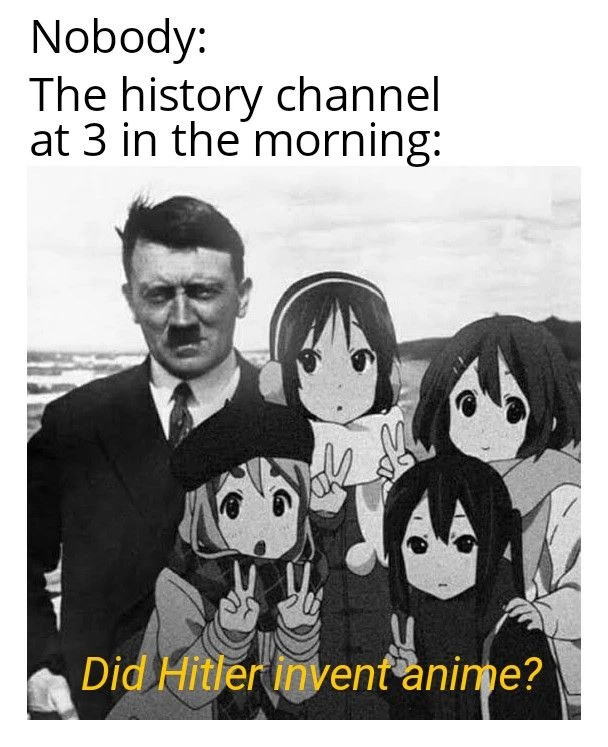 Nobody:
The history channel
at 3 in the morning:
Did Hitler invent anime?